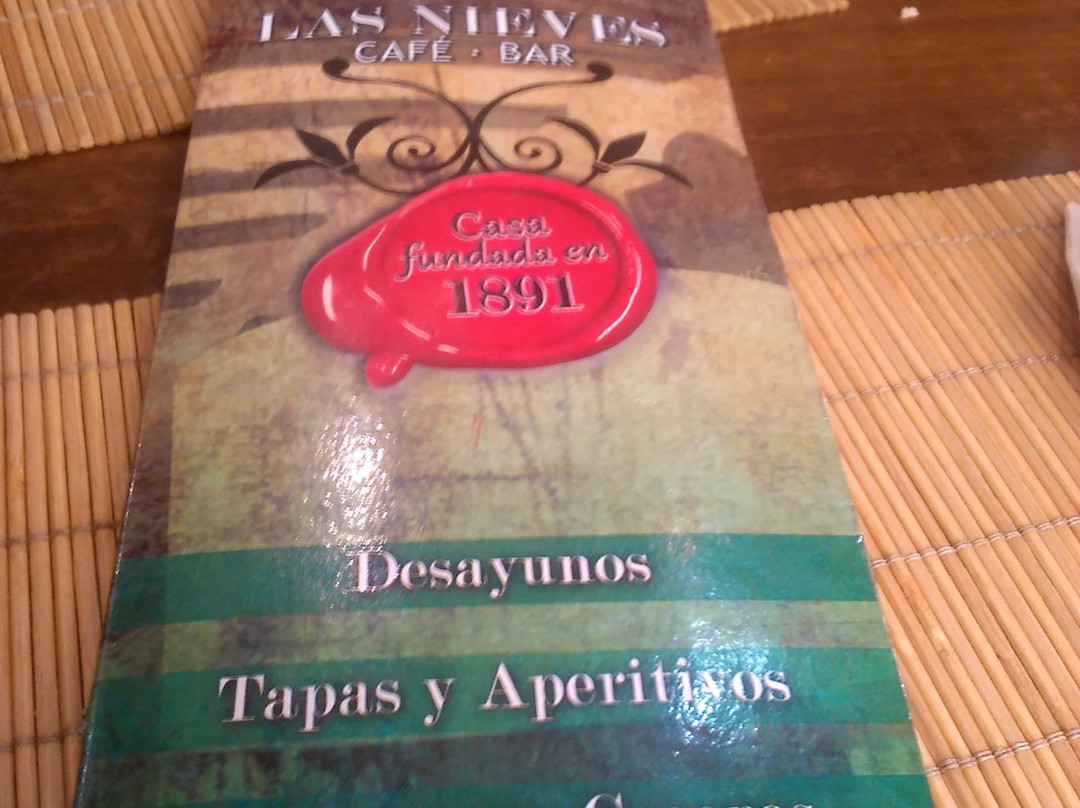 LAS NIEVES
CAFÉ · BAR
Casa
fundada en
1891
Desayunos
Tapas y Aperitivos